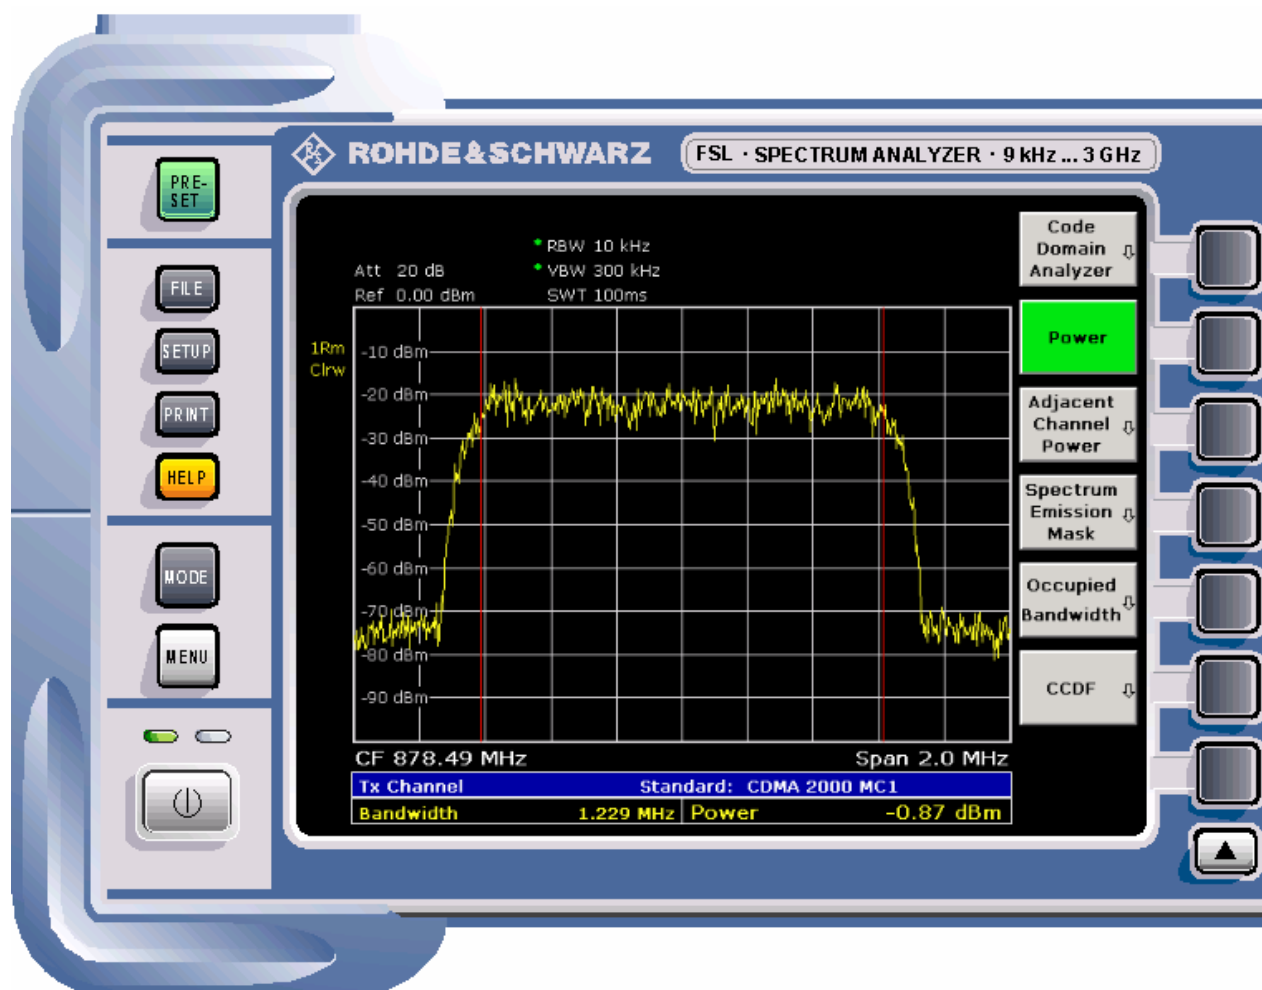 ROHDE&SCHWARZ
FSL · SPECTRUM ANALYZER · 9 kHz ... 3 GHz
PRE-
SET
FILE
SETUP
PRINT
HELP
MODE
MENU
RBW 10 kHz
Att 20 dB
VBW 300 kHz
Ref 0.00 dBm
SWT 100ms
1Rm
Clrw
-10 dBm
-20 dBm
-30 dBm
-40 dBm
-50 dBm
-60 dBm
-70 dBm
-80 dBm
-90 dBm
CF 878.49 MHz
Span 2.0 MHz
Tx Channel
Standard: CDMA 2000 MC1
Bandwidth
1.229 MHz
Power
-0.87 dBm
Code
Domain
Analyzer
Power
Adjacent
Channel
Power
Spectrum
Emission
Mask
Occupied
Bandwidth
CCDF